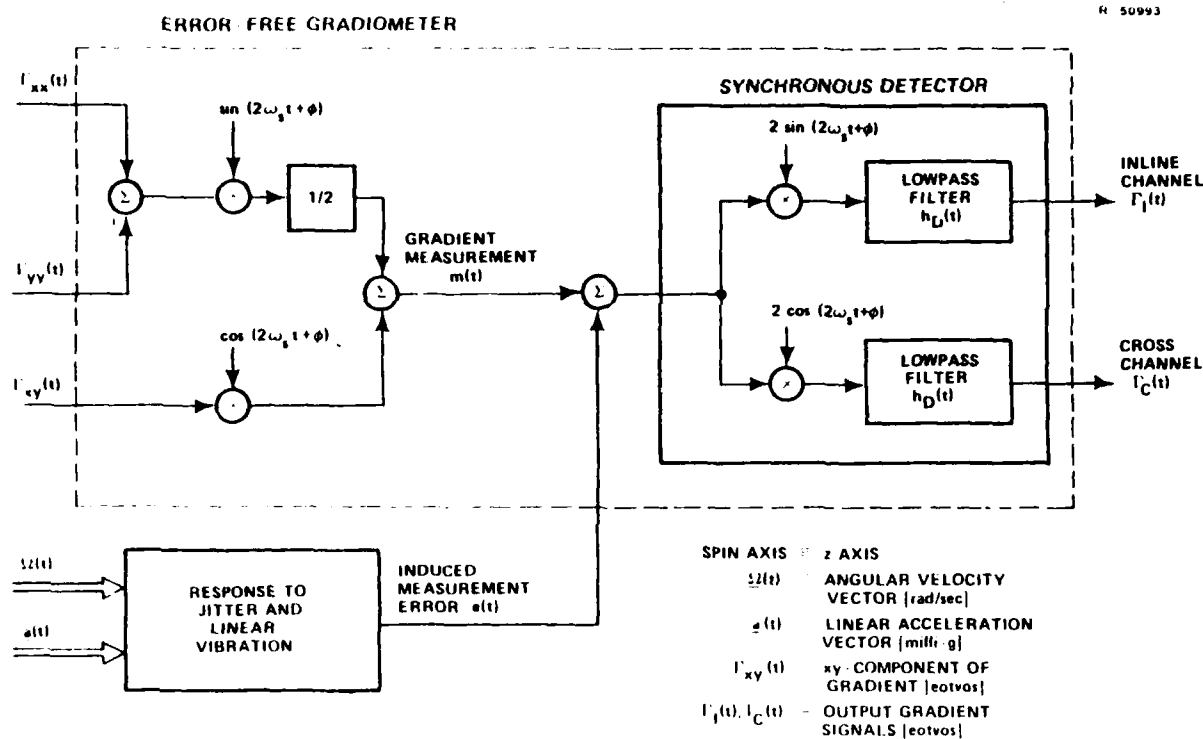 R 50993
ERROR-FREE GRADIOMETER
Γxx(t)
sin (2ωst+ϕ)
Σ
1/2
Γyy(t)
GRADIENT
MEASUREMENT
m(t)
Σ
Σ
cos (2ωst+ϕ)
Γxy(t)
SYNCHRONOUS DETECTOR
2 sin (2ωst+ϕ)
×
LOWPASS
FILTER
hD(t)
INLINE
CHANNEL
ΓI(t)
2 cos (2ωst+ϕ)
×
LOWPASS
FILTER
hD(t)
CROSS
CHANNEL
ΓC(t)
Ω(t)
a(t)
RESPONSE TO
JITTER AND
LINEAR
VIBRATION
INDUCED
MEASUREMENT
ERROR e(t)
SPIN AXIS = z AXIS
Ω(t) - ANGULAR VELOCITY
VECTOR [rad/sec]
a(t) LINEAR ACCELERATION
VECTOR [milli-g]
Γxy(t) xy-COMPONENT OF
GRADIENT [eotvos]
ΓI(t), ΓC(t) - OUTPUT GRADIENT
SIGNALS [eotvos]